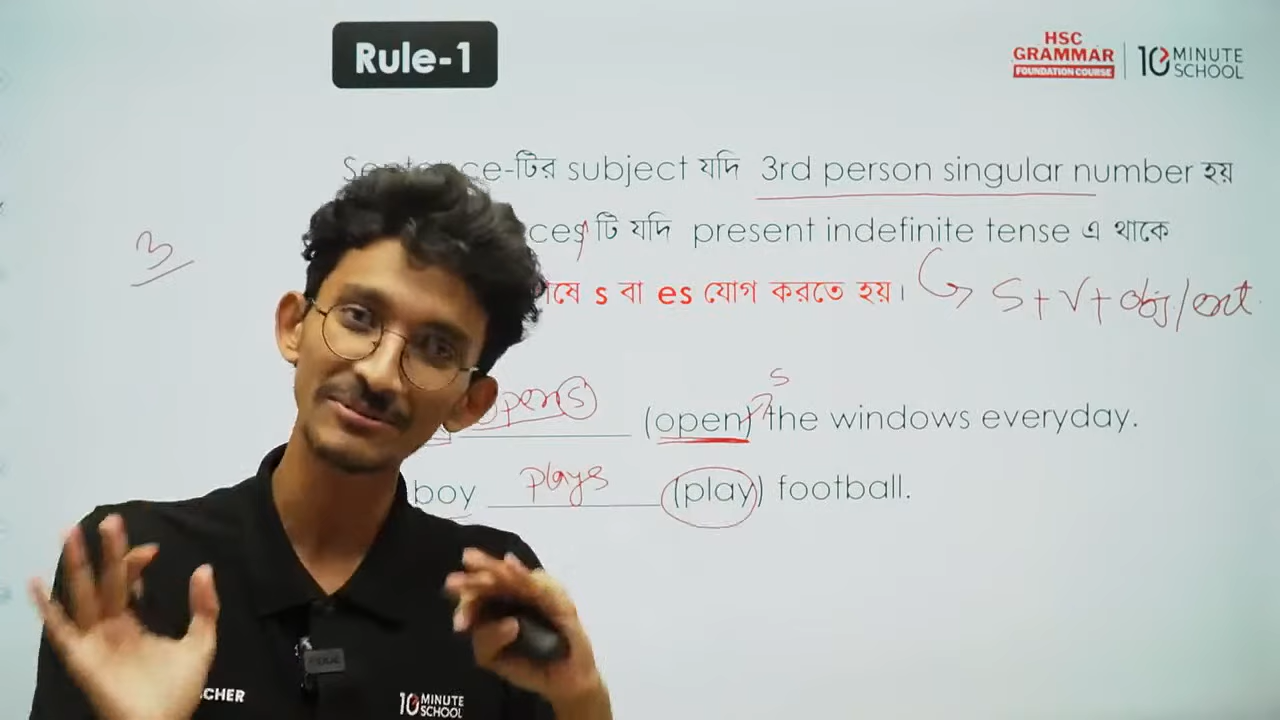 Rule-1
HSC
GRAMMAR
FOUNDATION COURSE
10 MINUTE
SCHOOL
Sentence-টির subject যদি 3rd person singular number হয়
টি যদি present indefinite tense এ থাকে
s বা es যোগ করতে হয়।
S + V + obj/ext
3
s
opens (open) the windows everyday.
boy plays (play) football.
CHER
10 MINUTE
SCHOOL